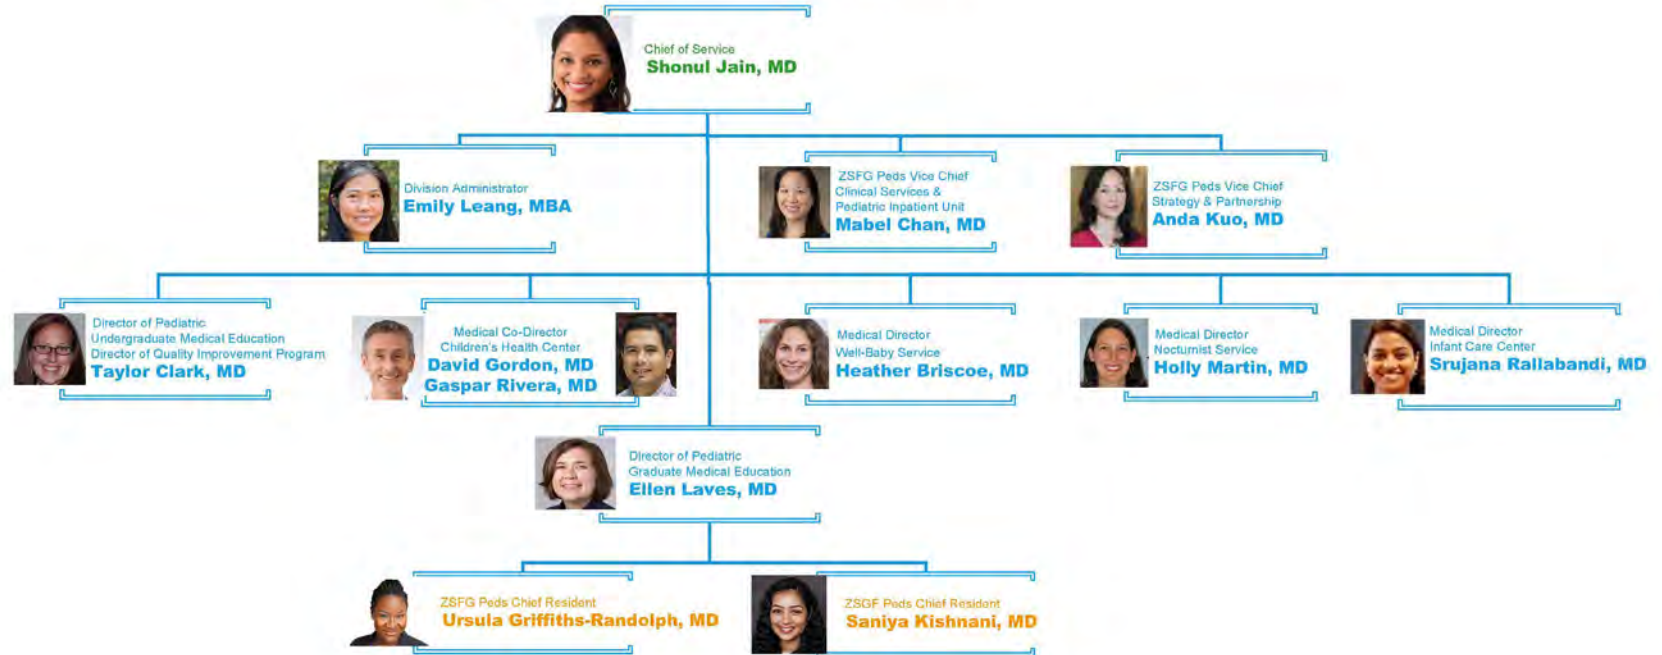 Chief of Service
Shonul Jain, MD
Division Administrator
Emily Leang, MBA
ZSFG Peds Vice Chief
Clinical Services &
Pediatric Inpatient Unit
Mabel Chan, MD
ZSFG Peds Vice Chief
Strategy & Partnership
Anda Kuo, MD
Director of Pediatric
Undergraduate Medical Education
Director of Quality Improvement Program
Taylor Clark, MD
Medical Co-Director
Children's Health Center
David Gordon, MD
Gaspar Rivera, MD
Medical Director
Well-Baby Service
Heather Briscoe, MD
Medical Director
Nocturnist Service
Holly Martin, MD
Medical Director
Infant Care Center
Srujana Rallabandi, MD
Director of Pediatric
Graduate Medical Education
Ellen Laves, MD
ZSFG Peds Chief Resident
Ursula Griffiths-Randolph, MD
ZSGF Peds Chief Resident
Saniya Kishnani, MD